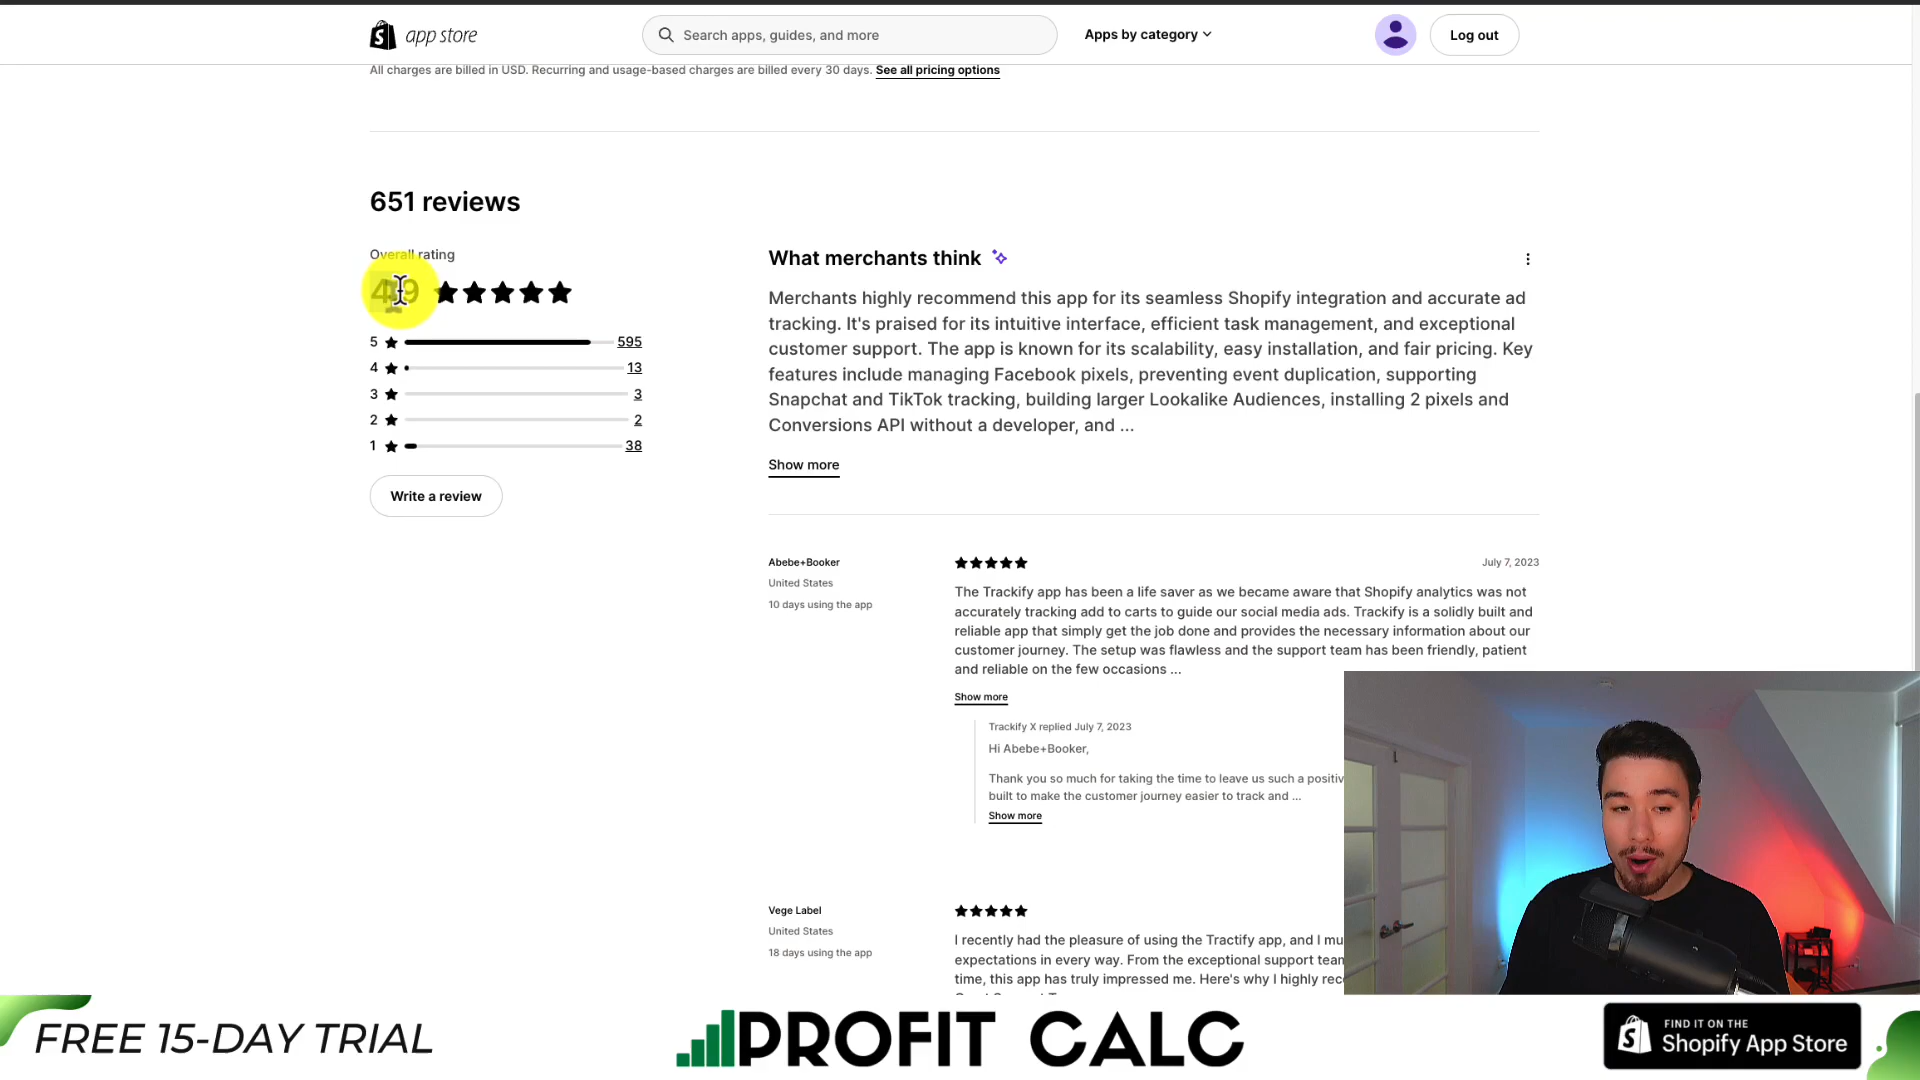 app store
Search apps, guides, and more
Apps by category
Log out
All charges are billed in USD. Recurring and usage-based charges are billed every 30 days. See all pricing options
651 reviews
Overall rating
4.9
5 595
4 13
3 3
2 2
1 38
Write a review
What merchants think
Merchants highly recommend this app for its seamless Shopify integration and accurate ad
tracking. It's praised for its intuitive interface, efficient task management, and exceptional
customer support. The app is known for its scalability, easy installation, and fair pricing. Key
features include managing Facebook pixels, preventing event duplication, supporting
Snapchat and TikTok tracking, building larger Lookalike Audiences, installing 2 pixels and
Conversions API without a developer, and ...
Show more
Abebe+Booker
United States
10 days using the app
July 7, 2023
The Trackify app has been a life saver as we became aware that Shopify analytics was not
accurately tracking add to carts to guide our social media ads. Trackify is a solidly built and
reliable app that simply get the job done and provides the necessary information about our
customer journey. The setup was flawless and the support team has been friendly, patient
and reliable on the few occasions ...
Show more
Trackify X replied July 7, 2023
Hi Abebe+Booker,
Thank you so much for taking the time to leave us such a positiv
built to make the customer journey easier to track and ...
Show more
Vege Label
United States
18 days using the app
I recently had the pleasure of using the Tractify app, and I mu
expectations in every way. From the exceptional support team
time, this app has truly impressed me. Here's why I highly rec
FREE 15-DAY TRIAL
PROFIT CALC
FIND IT ON THE
Shopify App Store